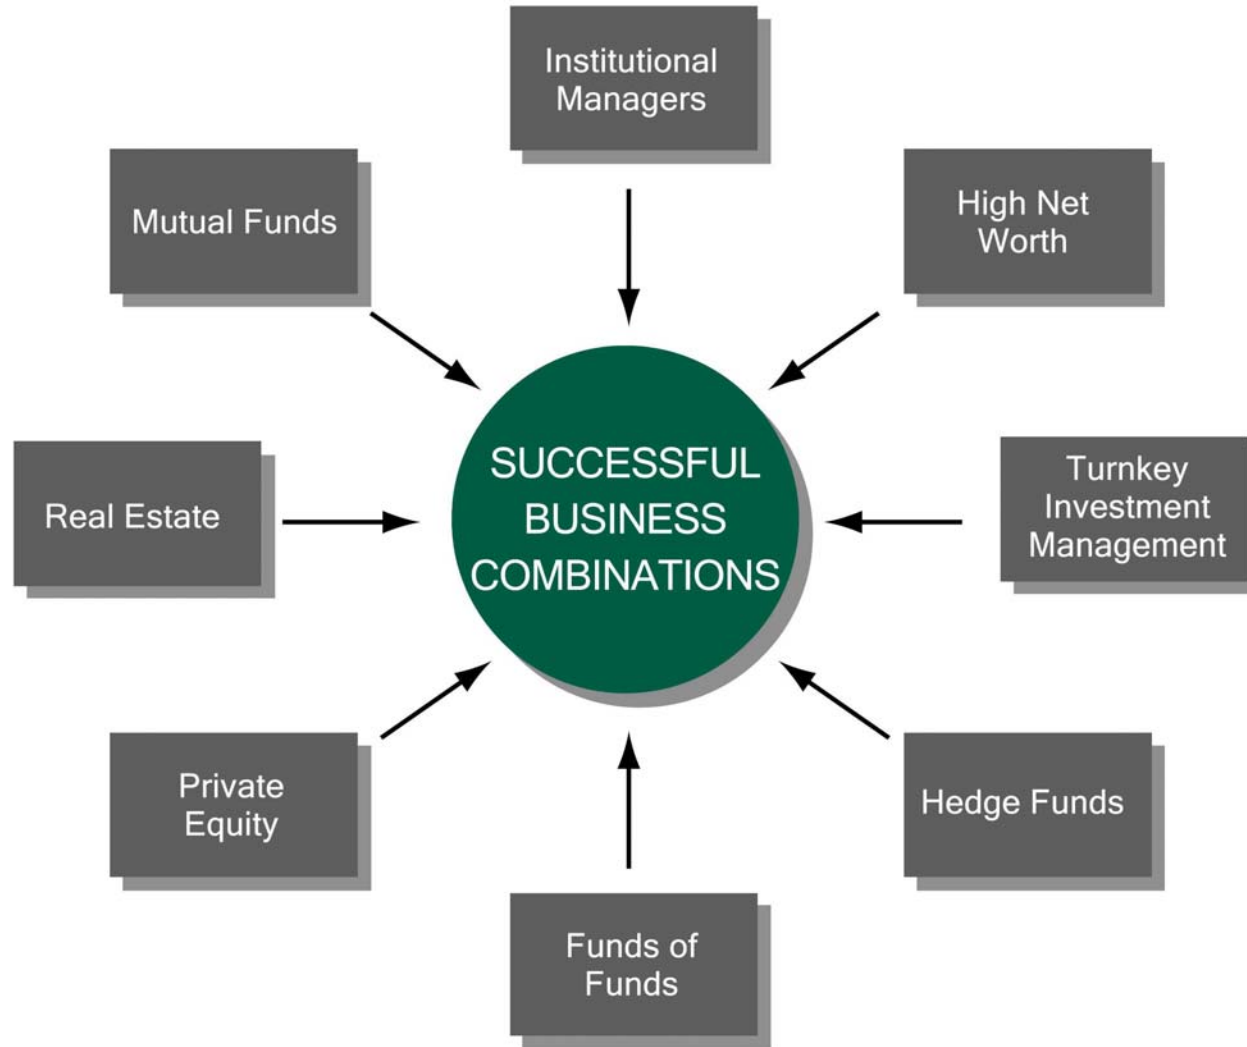 Institutional
Managers
Mutual Funds
High Net
Worth
SUCCESSFUL
BUSINESS
COMBINATIONS
Real Estate
Turnkey
Investment
Management
Private
Equity
Hedge Funds
Funds of
Funds